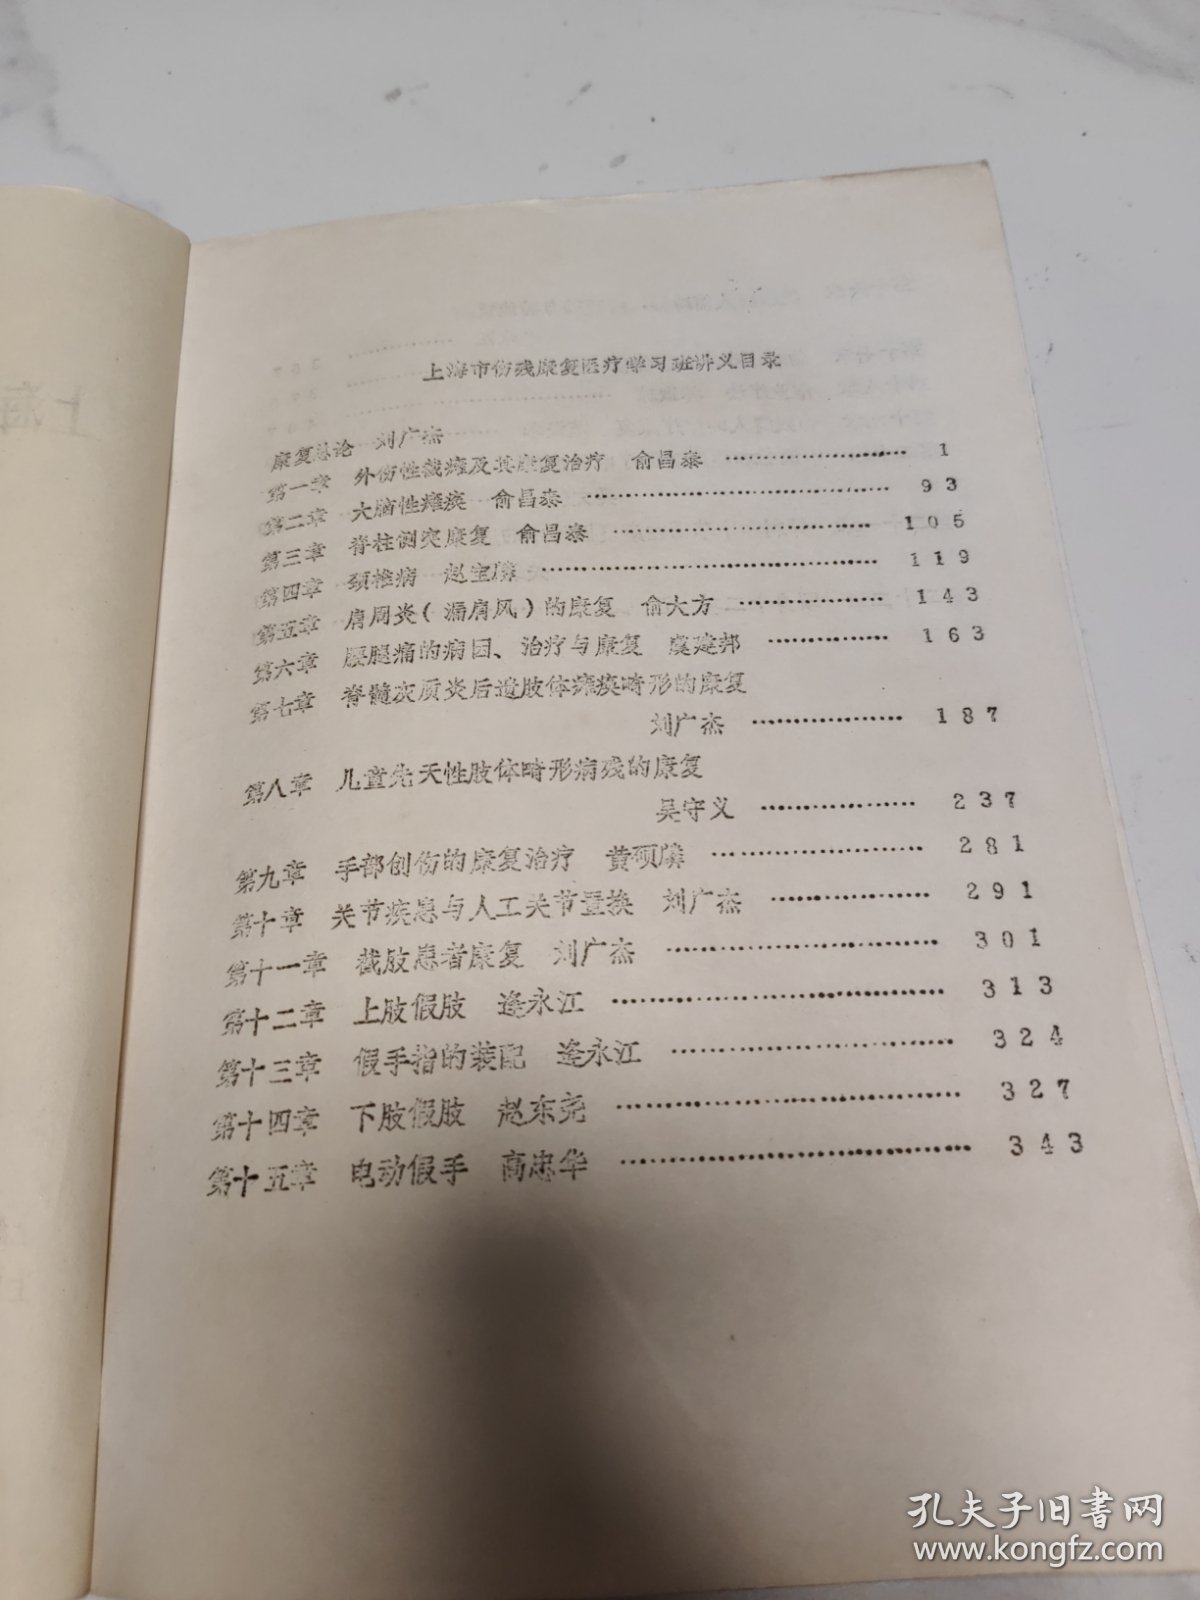 上海市伤残康复医疗学习班讲义目录
康复总论 刘广杰
第一章 外伤性截瘫及其康复治疗 俞昌泰 ……………… 1
第二章 大脑性瘫痪 俞昌泰 ……………… 93
第三章 脊柱侧突康复 俞昌泰 ……………… 105
第四章 颈椎病 赵宝 ……………… 119
第五章 肩周炎(漏肩风)的康复 俞大方 ……………… 143
第六章 腰腿痛的病因、治疗与康复 虞建邦 ……………… 163
第七章 脊髓灰质炎后遗肢体瘫痪畸形的康复
刘广杰 ……………… 187
第八章 儿童先天性肢体畸形病残的康复
吴守义 ……………… 237
第九章 手部创伤的康复治疗 黄硕 ……………… 281
第十章 关节疾患与人工关节置换 刘广杰 ……………… 291
第十一章 截肢患者康复 刘广杰 ……………… 301
第十二章 上肢假肢 逄永江 ……………… 313
第十三章 假手指的装配 逄永江 ……………… 324
第十四章 下肢假肢 赵东尧 ……………… 327
第十五章 电动假手 高忠华 ……………… 343
上海
孔夫子旧书网
www.kongfz.com